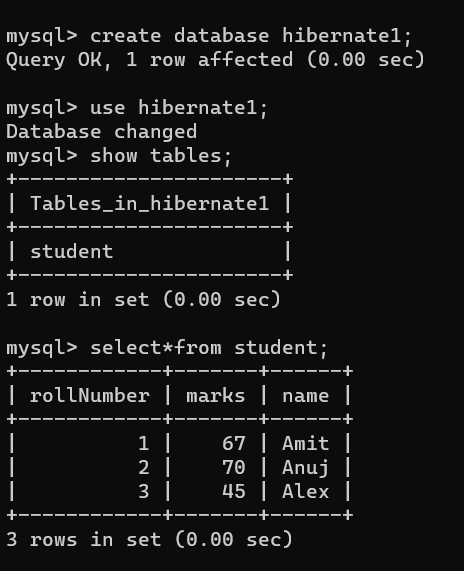 mysql> create database hibernate1;
Query OK, 1 row affected (0.00 sec)
mysql> use hibernate1;
Database changed
mysql> show tables;
+----------------------+
| Tables_in_hibernate1 |
+----------------------+
| student              |
+----------------------+
1 row in set (0.00 sec)
mysql> select*from student;
+------------+-------+------+
| rollNumber | marks | name |
+------------+-------+------+
|          1 |    67 | Amit |
|          2 |    70 | Anuj |
|          3 |    45 | Alex |
+------------+-------+------+
3 rows in set (0.00 sec)